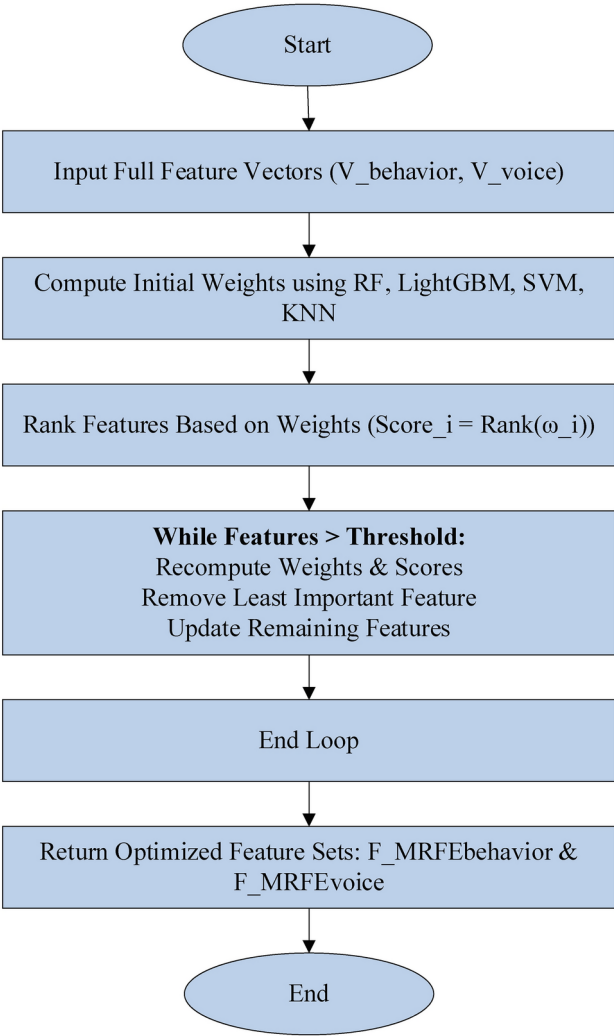 Start
Input Full Feature Vectors (V_behavior, V_voice)
Compute Initial Weights using RF, LightGBM, SVM,
KNN
Rank Features Based on Weights (Score_i = Rank(ω_i))
While Features > Threshold:
Recompute Weights & Scores
Remove Least Important Feature
Update Remaining Features
End Loop
Return Optimized Feature Sets: F_MRFEbehavior &
F_MRFEvoice
End